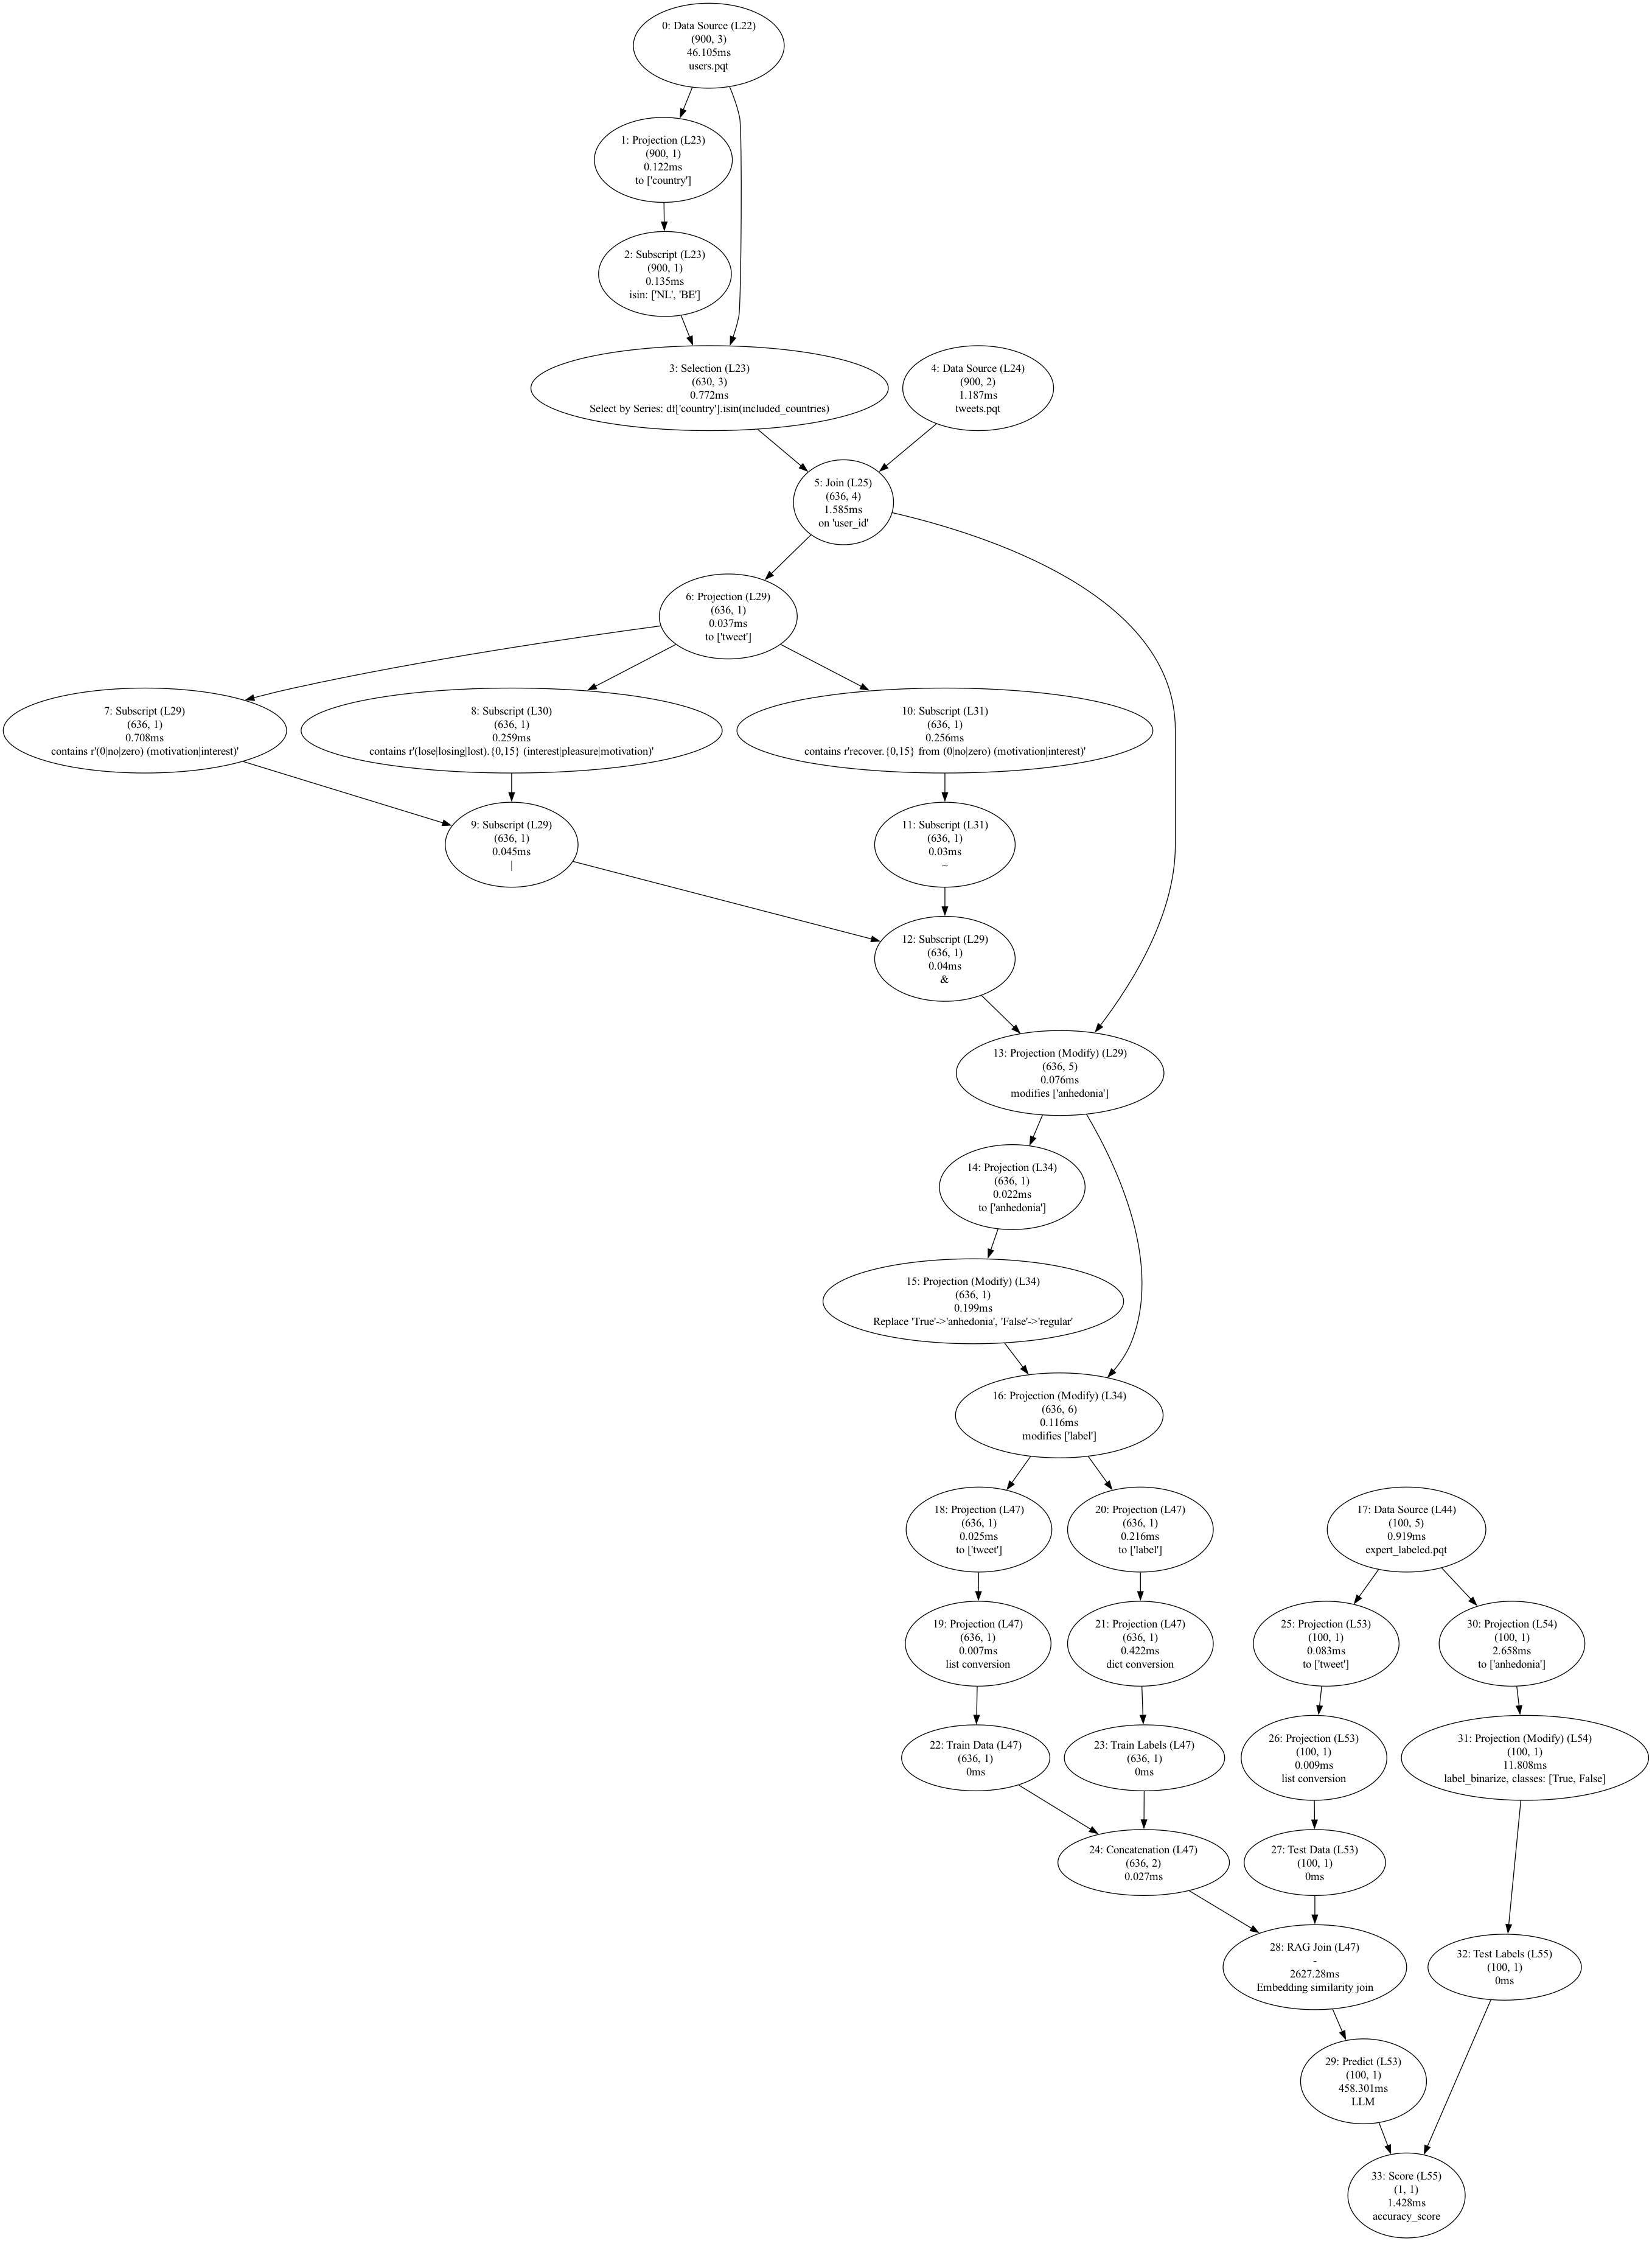 0: Data Source (L22)
(900, 3)
46.105ms
users.pqt
1: Projection (L23)
(900, 1)
0.122ms
to ['country']
2: Subscript (L23)
(900, 1)
0.135ms
isin: ['NL', 'BE']
3: Selection (L23)
(630, 3)
0.772ms
Select by Series: df['country'].isin(included_countries)
4: Data Source (L24)
(900, 2)
1.187ms
tweets.pqt
5: Join (L25)
(636, 4)
1.585ms
on 'user_id'
6: Projection (L29)
(636, 1)
0.037ms
to ['tweet']
7: Subscript (L29)
(636, 1)
0.708ms
contains r'(0|no|zero) (motivation|interest)'
8: Subscript (L30)
(636, 1)
0.259ms
contains r'(lose|losing|lost).{0,15} (interest|pleasure|motivation)'
10: Subscript (L31)
(636, 1)
0.256ms
contains r'recover.{0,15} from (0|no|zero) (motivation|interest)'
9: Subscript (L29)
(636, 1)
0.045ms
|
11: Subscript (L31)
(636, 1)
0.03ms
~
12: Subscript (L29)
(636, 1)
0.04ms
&
13: Projection (Modify) (L29)
(636, 5)
0.076ms
modifies ['anhedonia']
14: Projection (L34)
(636, 1)
0.022ms
to ['anhedonia']
15: Projection (Modify) (L34)
(636, 1)
0.199ms
Replace 'True'->'anhedonia', 'False'->'regular'
16: Projection (Modify) (L34)
(636, 6)
0.116ms
modifies ['label']
18: Projection (L47)
(636, 1)
0.025ms
to ['tweet']
20: Projection (L47)
(636, 1)
0.216ms
to ['label']
17: Data Source (L44)
(100, 5)
0.919ms
expert_labeled.pqt
19: Projection (L47)
(636, 1)
0.007ms
list conversion
21: Projection (L47)
(636, 1)
0.422ms
dict conversion
25: Projection (L53)
(100, 1)
0.083ms
to ['tweet']
30: Projection (L54)
(100, 1)
2.658ms
to ['anhedonia']
22: Train Data (L47)
(636, 1)
0ms
23: Train Labels (L47)
(636, 1)
0ms
26: Projection (L53)
(100, 1)
0.009ms
list conversion
31: Projection (Modify) (L54)
(100, 1)
11.808ms
label_binarize, classes: [True, False]
24: Concatenation (L47)
(636, 2)
0.027ms
27: Test Data (L53)
(100, 1)
0ms
28: RAG Join (L47)
-
2627.28ms
Embedding similarity join
32: Test Labels (L55)
(100, 1)
0ms
29: Predict (L53)
(100, 1)
458.301ms
LLM
33: Score (L55)
(1, 1)
1.428ms
accuracy_score